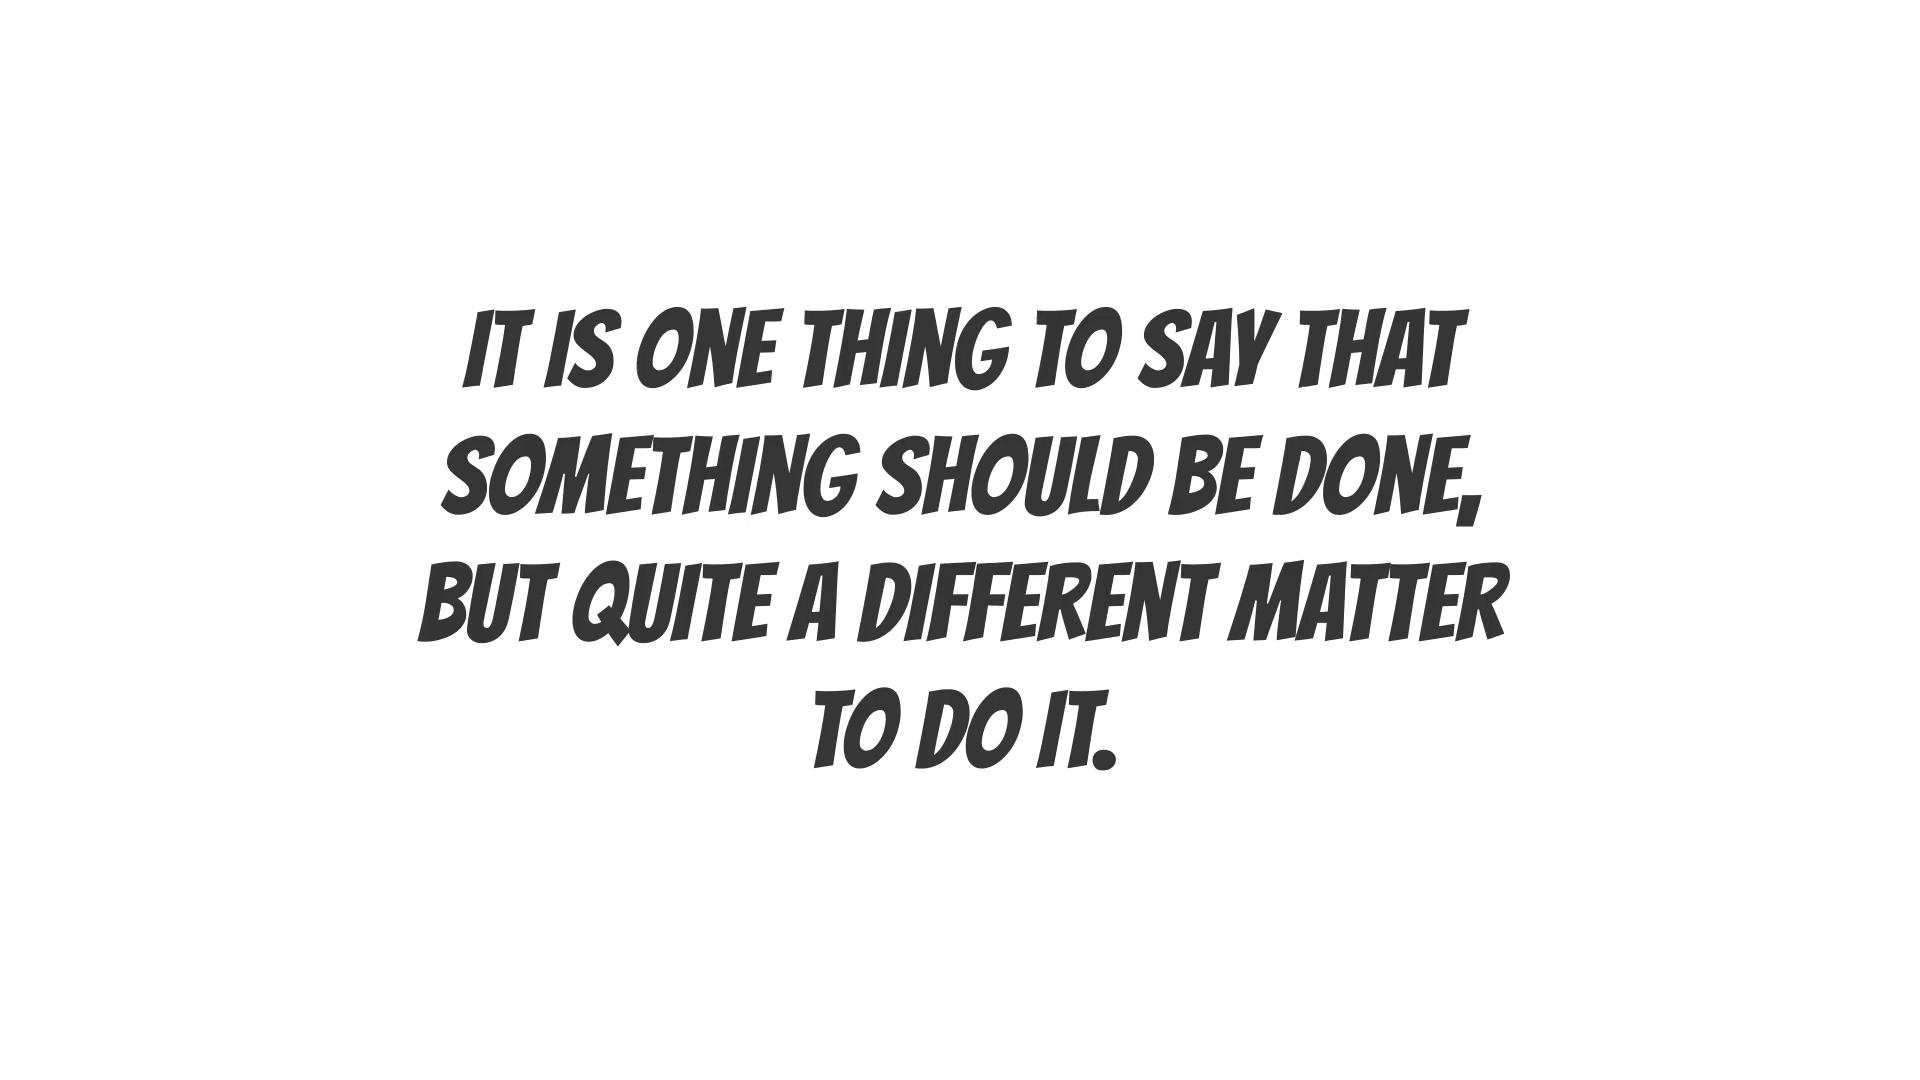 IT IS ONE THING TO SAY THAT
SOMETHING SHOULD BE DONE,
BUT QUITE A DIFFERENT MATTER
TO DO IT.